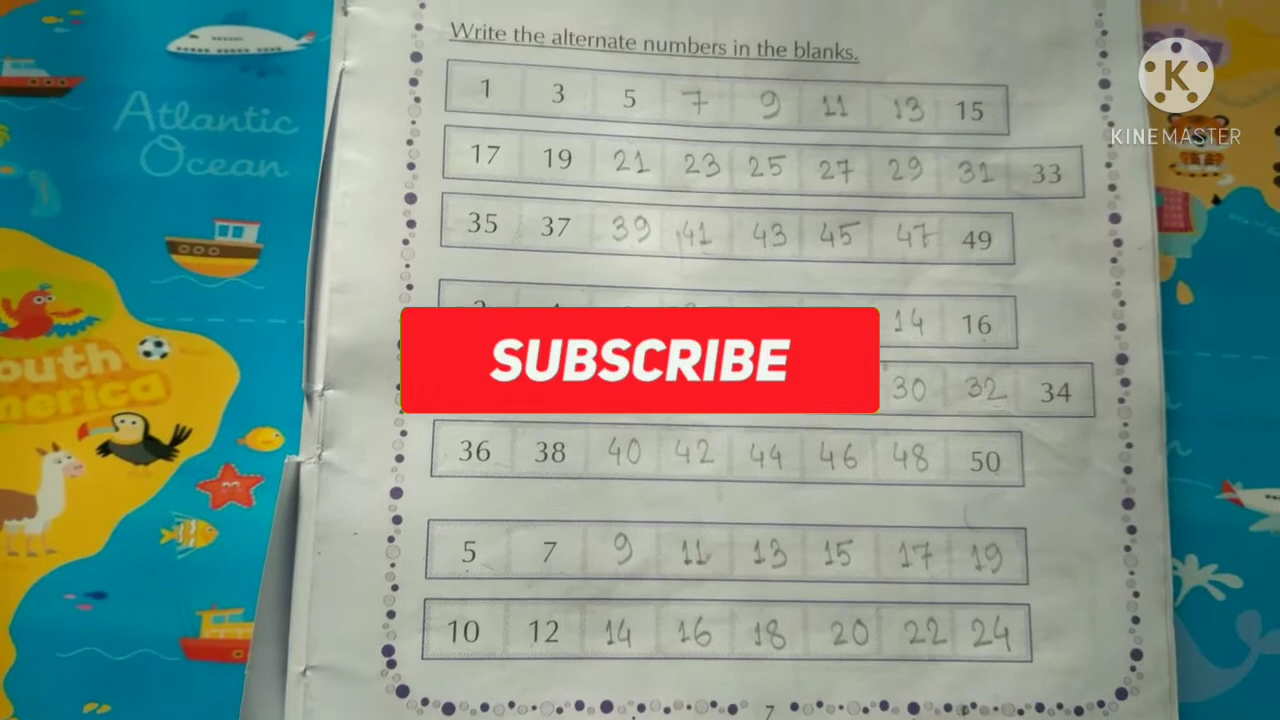 Write the alternate numbers in the blanks.
1 3 5 7 9 11 13 15
17 19 21 23 25 27 29 31 33
35 37 39 41 43 45 47 49
14 16
SUBSCRIBE
30 32 34
36 38 40 42 44 46 48 50
5 7 9 11 13 15 17 19
10 12 14 16 18 20 22 24
7
Atlantic
Ocean
outh
merica
K
KINEMASTER